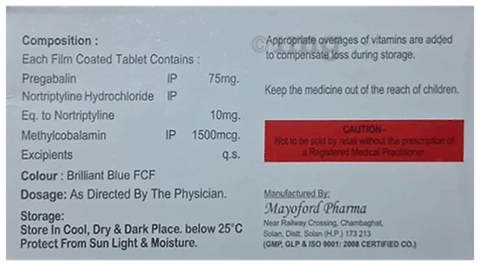 Composition :
Each Film Coated Tablet Contains :
Pregabalin IP 75mg.
Nortriptyline Hydrochloride IP
Eq. to Nortriptyline 10mg.
Methylcobalamin IP 1500mcg.
Excipients q.s.
Colour : Brilliant Blue FCF
Dosage: As Directed By The Physician.
Storage:
Store In Cool, Dry & Dark Place. below 25°C
Protect From Sun Light & Moisture.
Appropriate overages of vitamins are added
to compensate loss during storage.
Keep the medicine out of the reach of children.
CAUTION-
Not to be sold by retail without the prescription of
a Registered Medical Practitioner
Manufactured By:
Mayoford Pharma
Near Railway Crossing, Chambaghat,
Solan, Distt. Solan (H.P.) 173 213
(GMP, GLP & ISO 9001: 2008 CERTIFIED CO.)